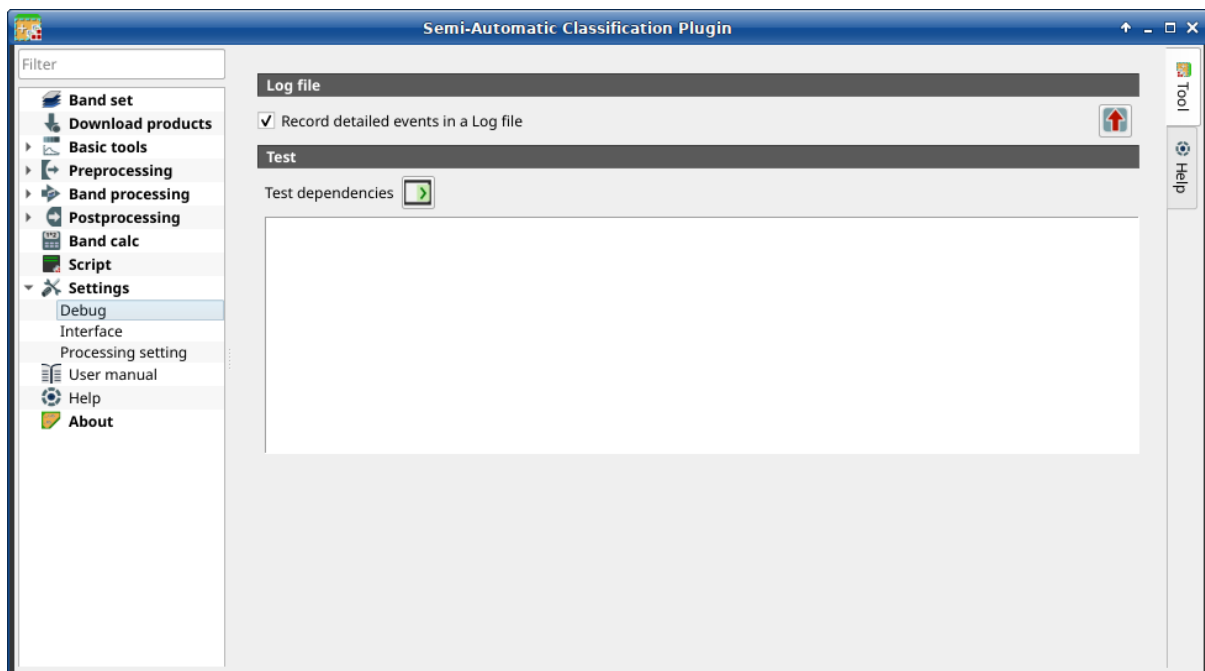 Semi-Automatic Classification Plugin
Filter
Band set
Download products
Basic tools
Preprocessing
Band processing
Postprocessing
Band calc
Script
Settings
Debug
Interface
Processing setting
User manual
Help
About
Log file
Record detailed events in a Log file
Test
Test dependencies
Tool
Help